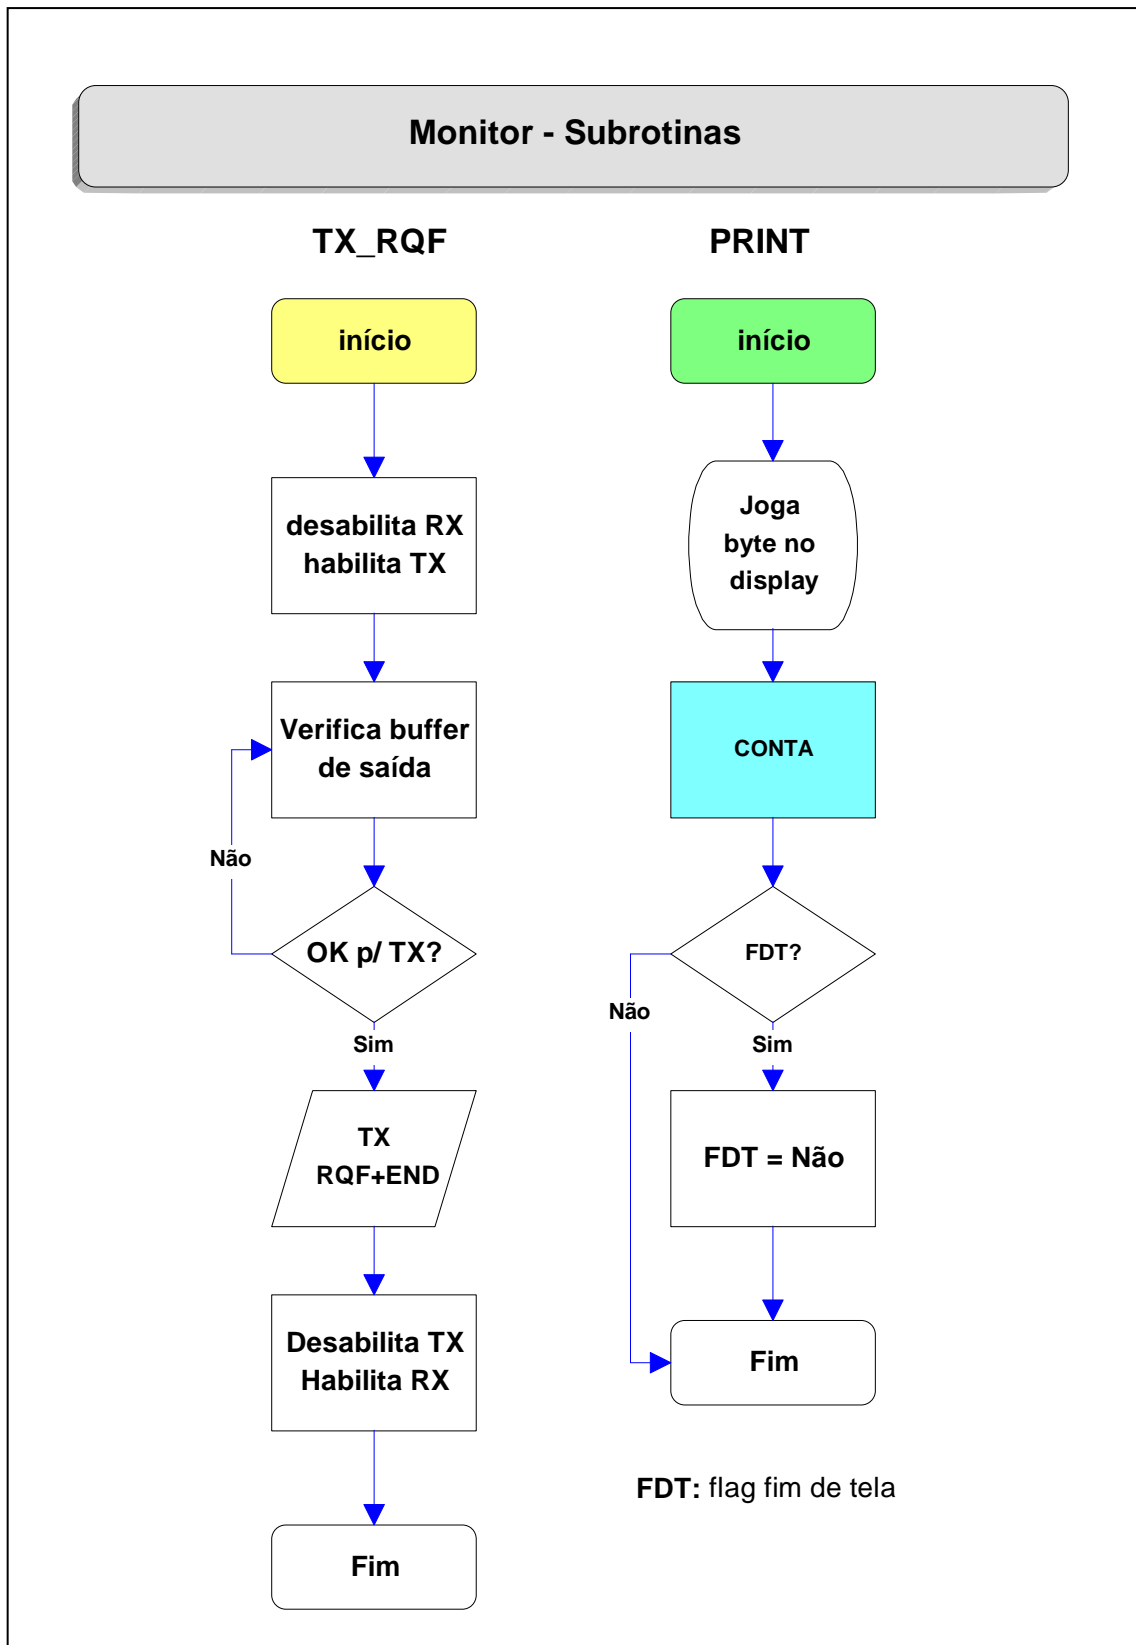 Monitor - Subrotinas
TX_RQF
início
desabilita RX
habilita TX
Verifica buffer
de saída
Não
OK p/ TX?
Sim
TX
RQF+END
Desabilita TX
Habilita RX
Fim
PRINT
início
Joga
byte no
display
CONTA
FDT?
Não
Sim
FDT = Não
Fim
FDT: flag fim de tela